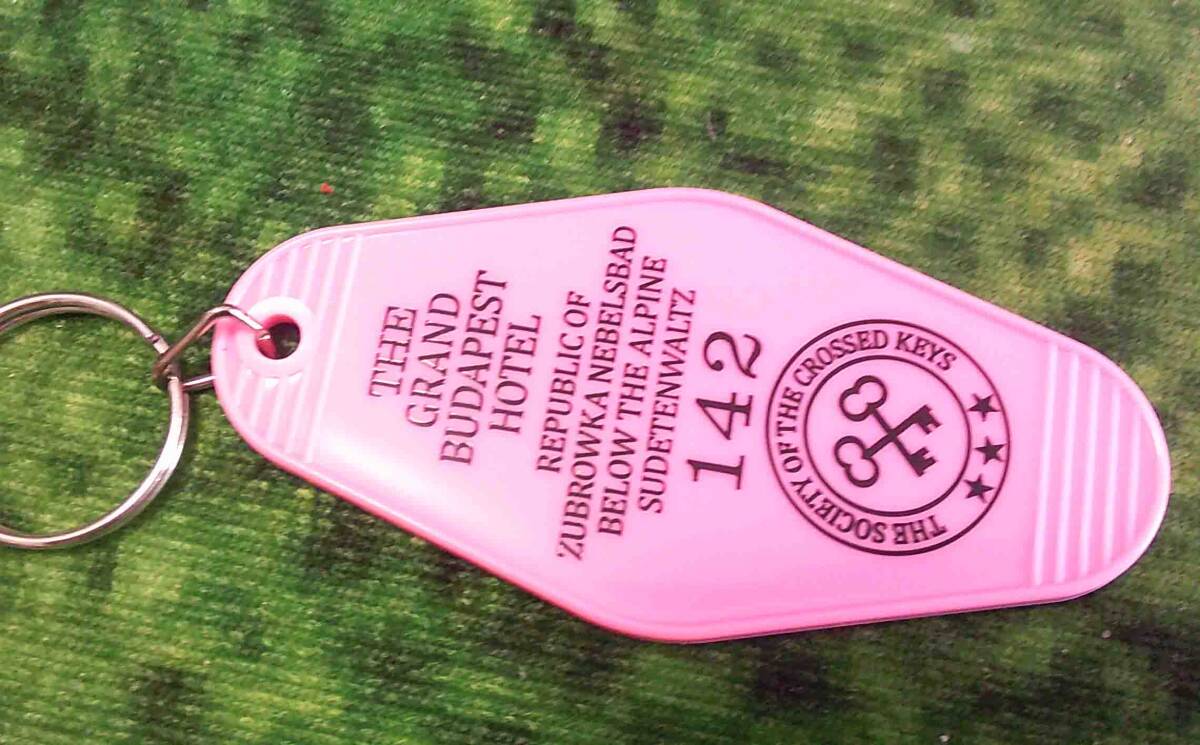 THE
GRAND
BUDAPEST
HOTEL
REPUBLIC OF
ZUBROWKA NEBELSBAD
BELOW THE ALPINE
SUDETENWALTZ
142
THE SOCIETY OF THE CROSSED KEYS